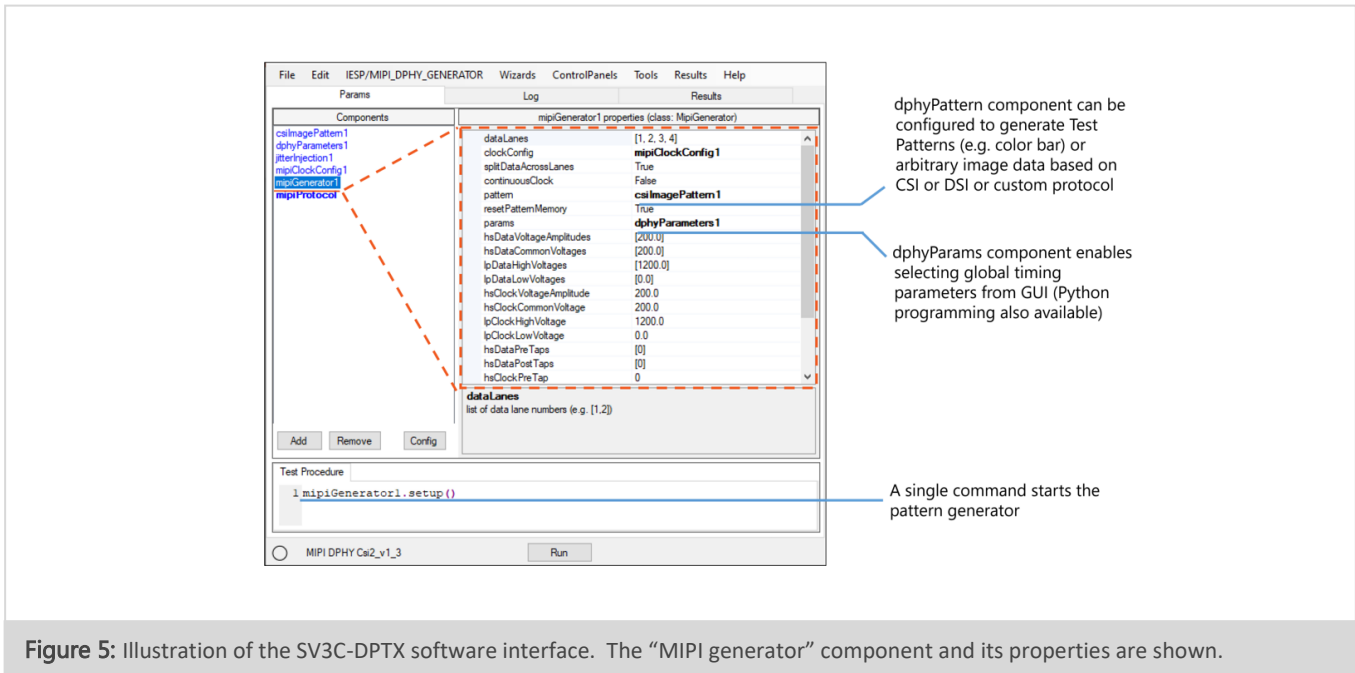 File Edit IESP/MIPI_DPHY_GENERATOR Wizards ControlPanels Tools Results Help
Params Log Results
Components
csiImagePattern1
dphyParameters1
jitterInjection1
mipiClockConfig1
mipiGenerator1
mipiProtocol
mipiGenerator1 properties (class: MipiGenerator)
dataLanes [1, 2, 3, 4]
clockConfig mipiClockConfig1
splitDataAcrossLanes True
continuousClock False
pattern csiImagePattern1
resetPatternMemory True
params dphyParameters1
hsDataVoltageAmplitudes [200.0]
hsDataCommonVoltages [200.0]
lpDataHighVoltages [1200.0]
lpDataLowVoltages [0.0]
hsClockVoltageAmplitude 200.0
hsClockCommonVoltage 200.0
lpClockHighVoltage 1200.0
lpClockLowVoltage 0.0
hsDataPreTaps [0]
hsDataPostTaps [0]
hsClockPreTap 0
dataLanes
list of data lane numbers (e.g. [1,2])
Add Remove Config
Test Procedure
1 mipiGenerator1.setup()
MIPI DPHY Csi2_v1_3 Run
dphyPattern component can be
configured to generate Test
Patterns (e.g. color bar) or
arbitrary image data based on
CSI or DSI or custom protocol
dphyParams component enables
selecting global timing
parameters from GUI (Python
programming also available)
A single command starts the
pattern generator
Figure 5: Illustration of the SV3C-DPTX software interface. The “MIPI generator” component and its properties are shown.